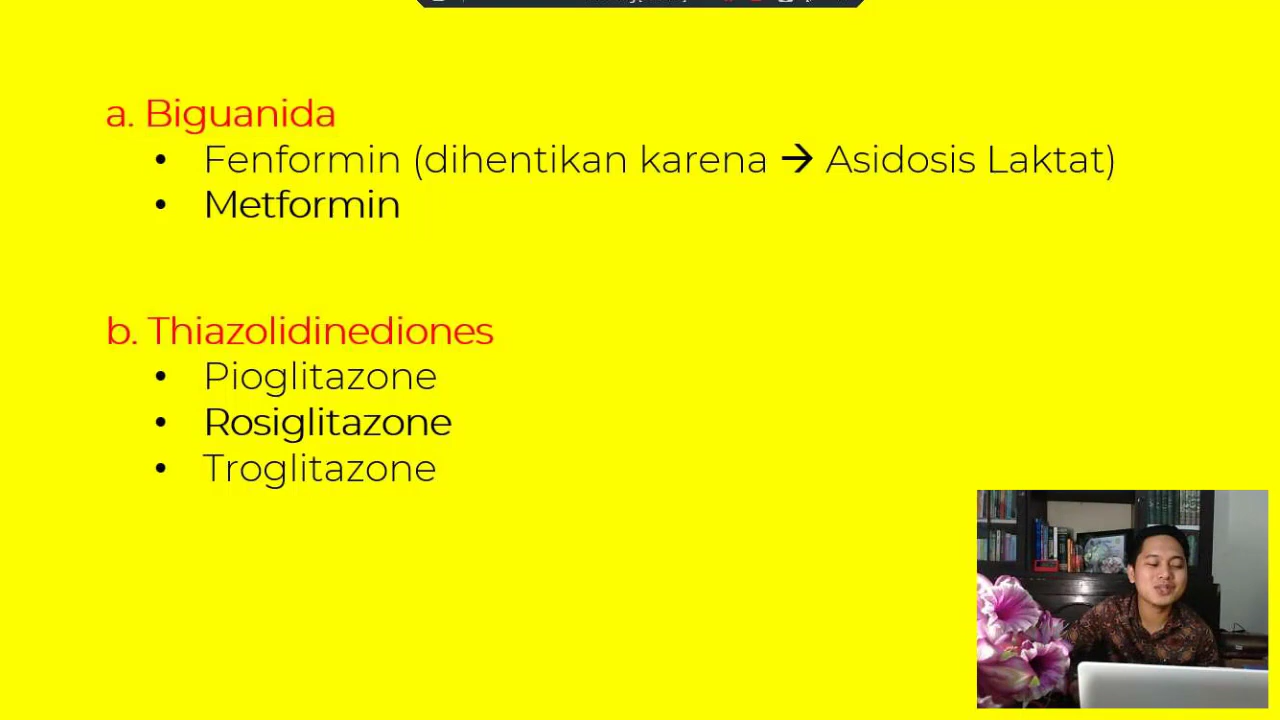 a. Biguanida
• Fenformin (dihentikan karena → Asidosis Laktat)
• Metformin
b. Thiazolidinediones
• Pioglitazone
• Rosiglitazone
• Troglitazone